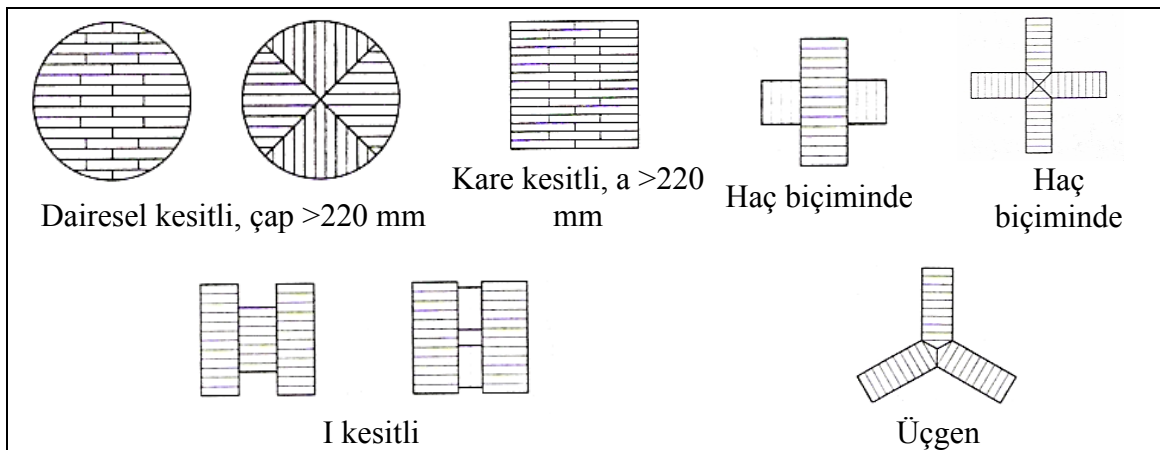 Dairesel kesitli, çap >220 mm
Kare kesitli, a >220
mm
Haç biçiminde
Haç
biçiminde
I kesitli
Üçgen